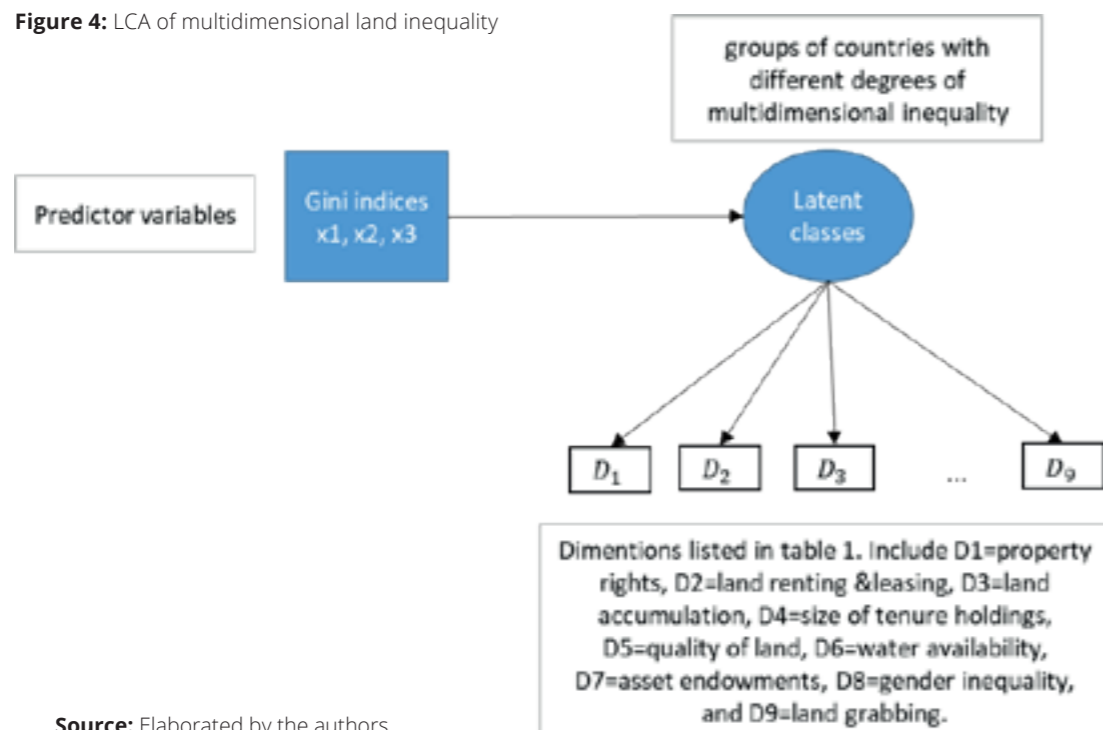 Figure 4: LCA of multidimensional land inequality
groups of countries with
different degrees of
multidimensional inequality
Predictor variables
Gini indices
x1, x2, x3
Latent
classes
D1
D2
D3
...
D9
Dimentions listed in table 1. Include D1=property
rights, D2=land renting &leasing, D3=land
accumulation, D4=size of tenure holdings,
D5=quality of land, D6=water availability,
D7=asset endowments, D8=gender inequality,
and D9=land grabbing.
Source: Elaborated by the authors